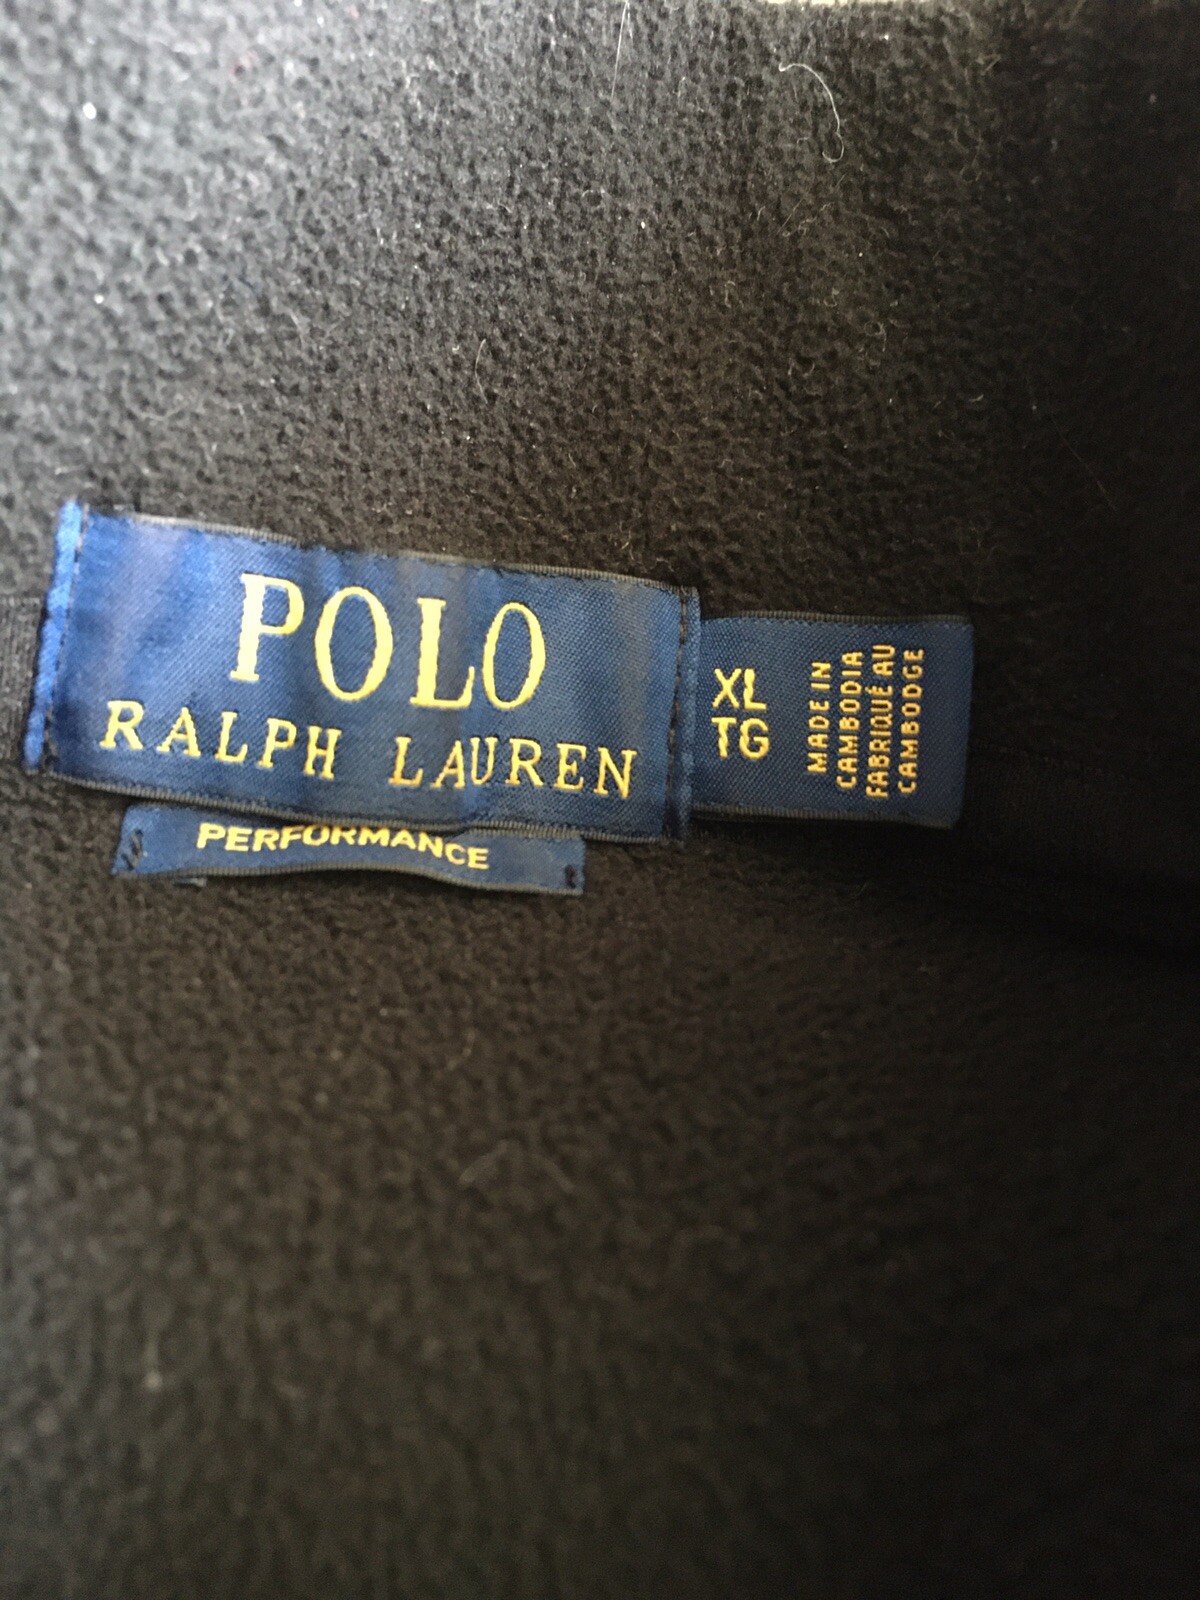 POLO
RALPH LAUREN
PERFORMANCE
XL
TG
MADE IN
CAMBODIA
FABRIQUÉ AU
CAMBODGE